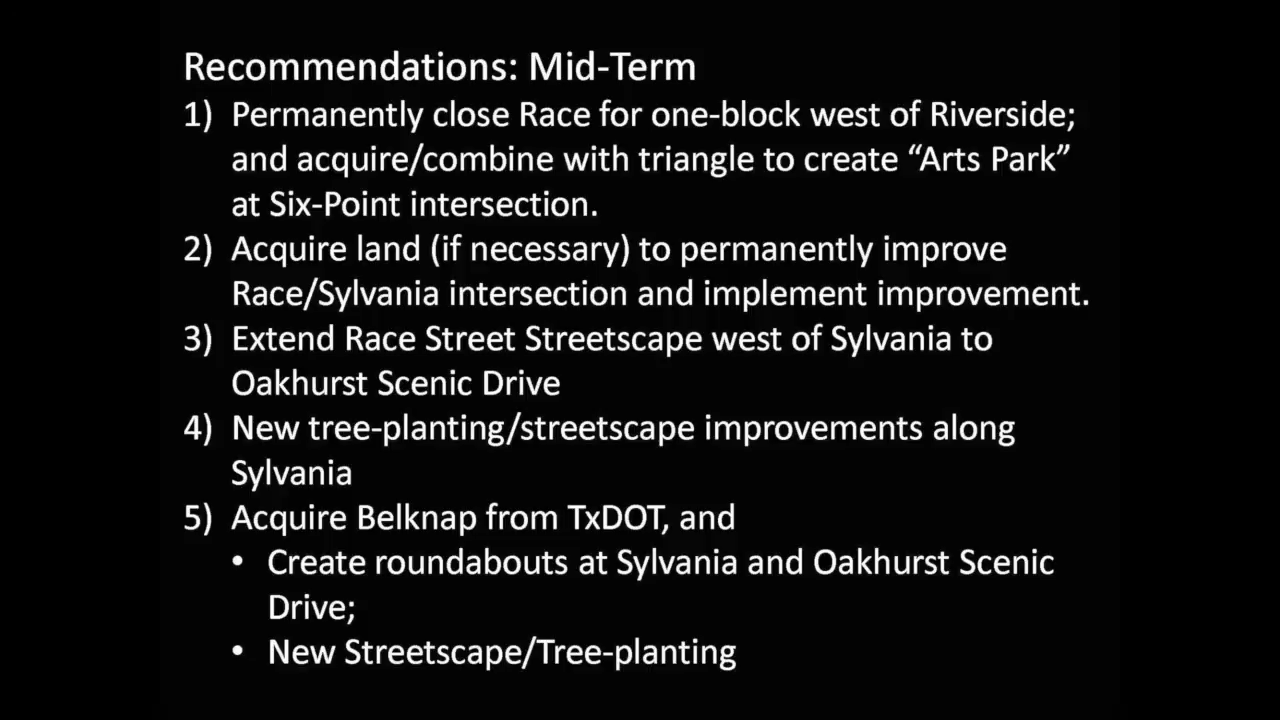 Recommendations: Mid-Term
1) Permanently close Race for one-block west of Riverside;
and acquire/combine with triangle to create “Arts Park”
at Six-Point intersection.
2) Acquire land (if necessary) to permanently improve
Race/Sylvania intersection and implement improvement.
3) Extend Race Street Streetscape west of Sylvania to
Oakhurst Scenic Drive
4) New tree-planting/streetscape improvements along
Sylvania
5) Acquire Belknap from TxDOT, and
• Create roundabouts at Sylvania and Oakhurst Scenic
Drive;
• New Streetscape/Tree-planting